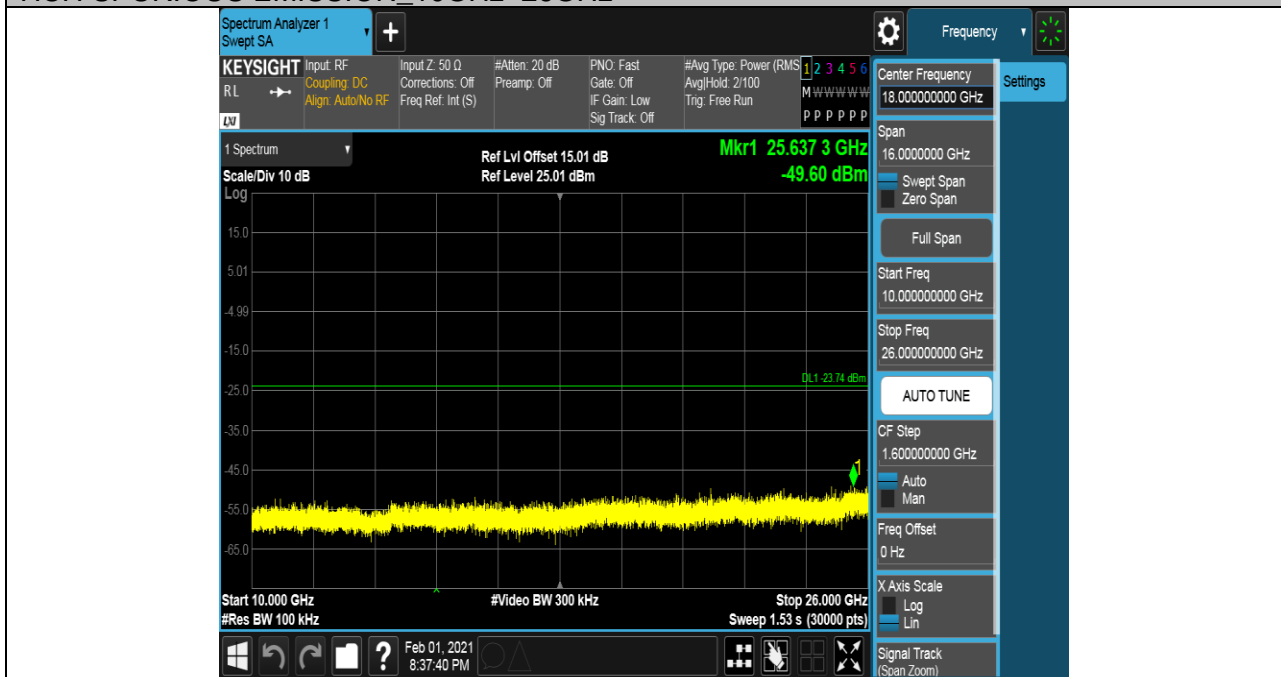 Spectrum Analyzer 1
Swept SA
+
Frequency
KEYSIGHT
RL
LXI
Input: RF
Coupling: DC
Align: Auto/No RF
Input Z: 50 Ω
Corrections: Off
Freq Ref: Int (S)
#Atten: 20 dB
Preamp: Off
PNO: Fast
Gate: Off
IF Gain: Low
Sig Track: Off
#Avg Type: Power (RMS
Avg|Hold: 2/100
Trig: Free Run
1 2 3 4 5 6
M W W W W W
P P P P P P
Center Frequency
18.000000000 GHz
Settings
1 Spectrum
Scale/Div 10 dB
Ref Lvl Offset 15.01 dB
Ref Level 25.01 dBm
Mkr1 25.637 3 GHz
-49.60 dBm
Log
15.0
5.01
-4.99
-15.0
-25.0
-35.0
-45.0
-55.0
-65.0
DL1 -23.74 dBm
1
Start 10.000 GHz
#Res BW 100 kHz
#Video BW 300 kHz
Stop 26.000 GHz
Sweep 1.53 s (30000 pts)
Span
16.0000000 GHz
Swept Span
Zero Span
Full Span
Start Freq
10.000000000 GHz
Stop Freq
26.000000000 GHz
AUTO TUNE
CF Step
1.600000000 GHz
Auto
Man
Freq Offset
0 Hz
X Axis Scale
Log
Lin
Signal Track
(Span Zoom)
?
Feb 01, 2021
8:37:40 PM